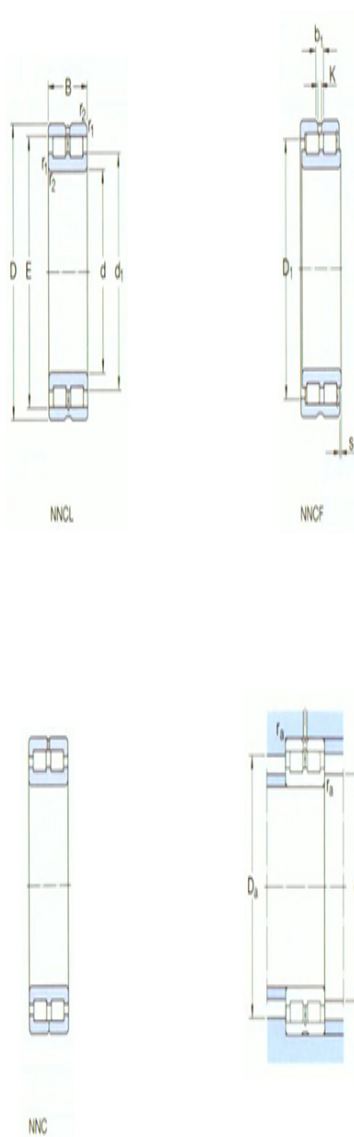 B
r₂
r₁
r₁
r₂
D
E
d
d₁
NNCL
b₁
K
D₁
s
NNCF
NNC
rₐ
rₐ
Dₐ